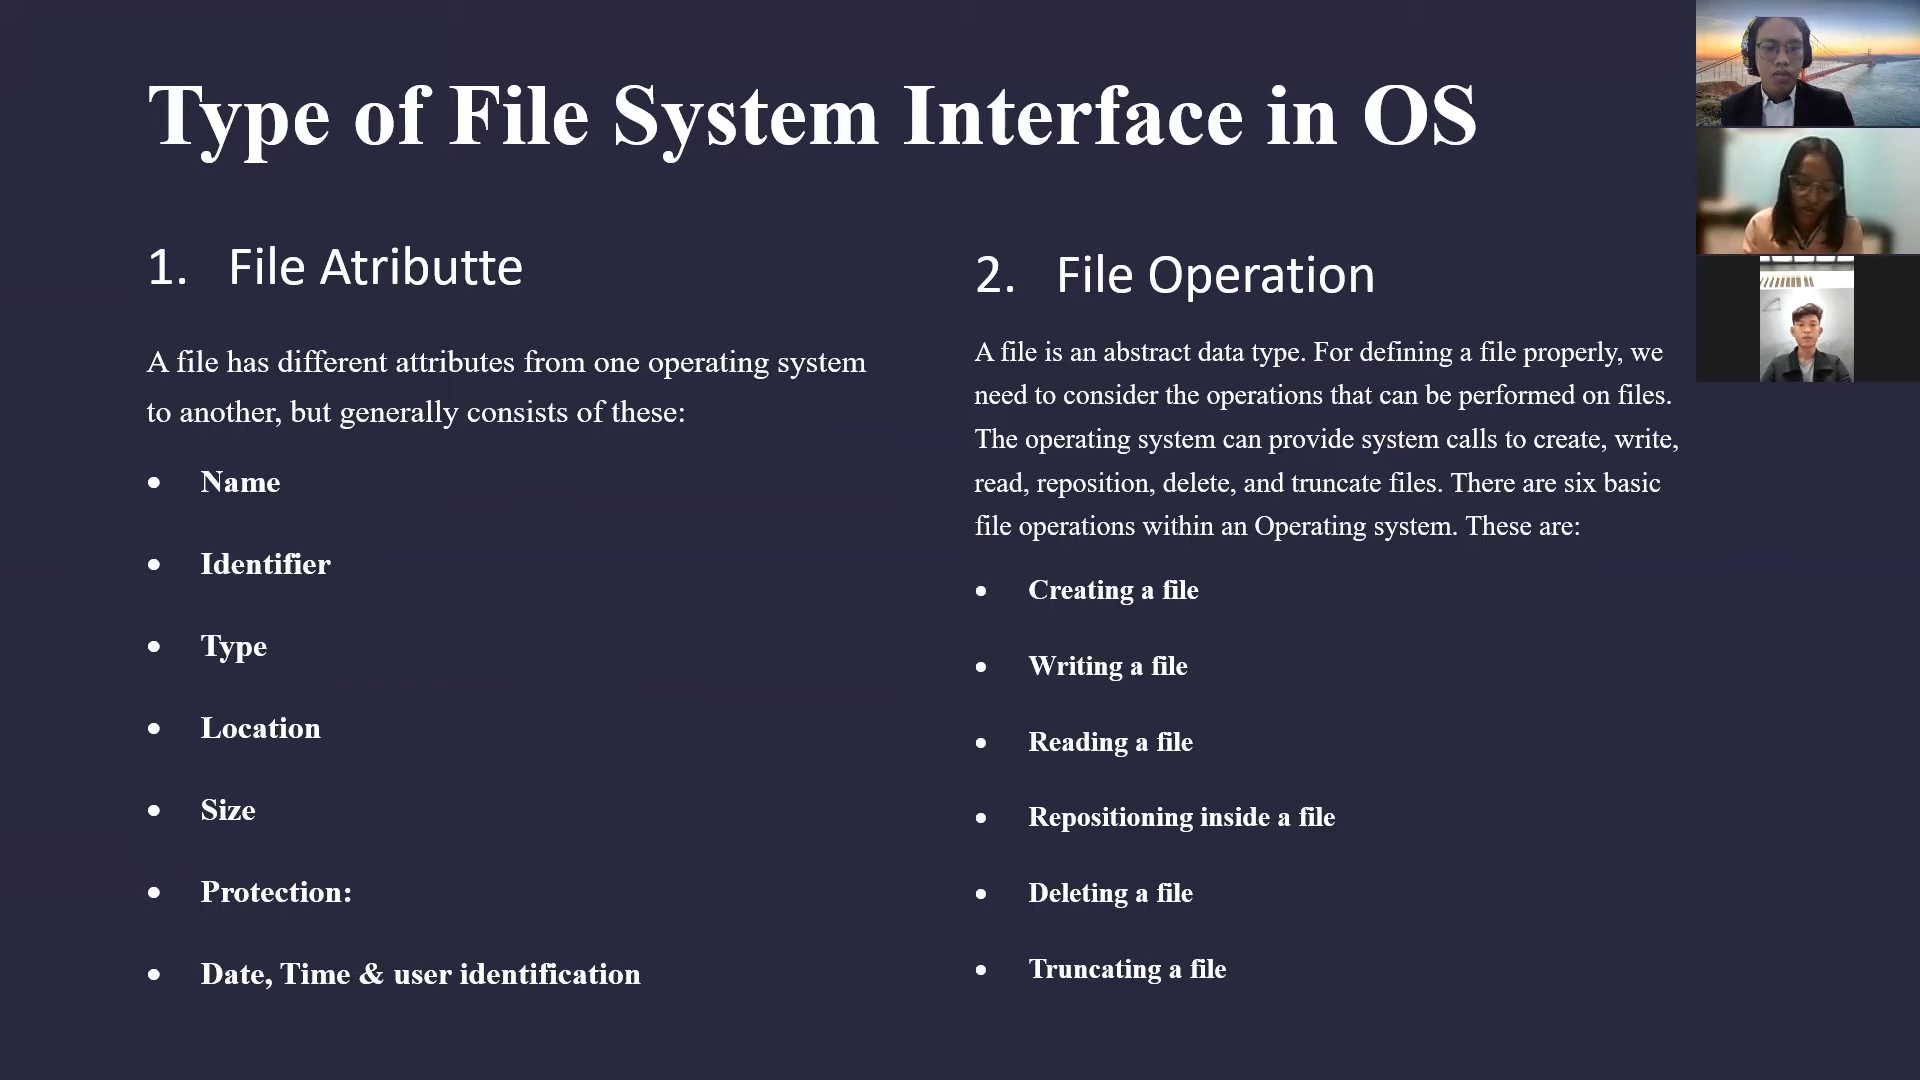 Type of File System Interface in OS
1. File Atributte
A file has different attributes from one operating system
to another, but generally consists of these:
• Name
• Identifier
• Type
• Location
• Size
• Protection:
• Date, Time & user identification
2. File Operation
A file is an abstract data type. For defining a file properly, we
need to consider the operations that can be performed on files.
The operating system can provide system calls to create, write,
read, reposition, delete, and truncate files. There are six basic
file operations within an Operating system. These are:
• Creating a file
• Writing a file
• Reading a file
• Repositioning inside a file
• Deleting a file
• Truncating a file